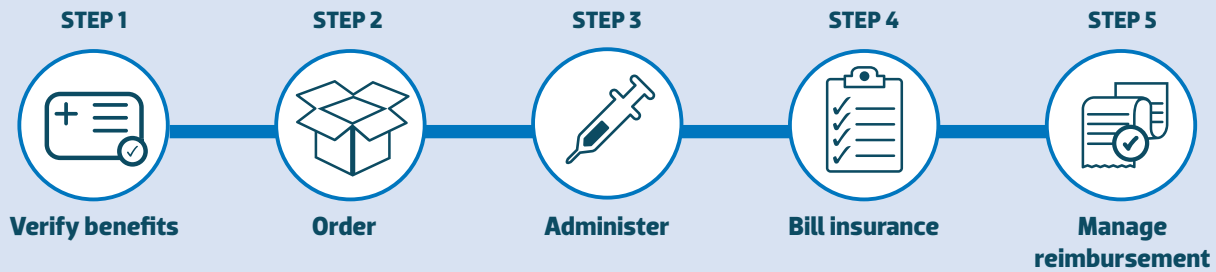 STEP 1
STEP 2
STEP 3
STEP 4
STEP 5
Verify benefits
Order
Administer
Bill insurance
Manage
reimbursement